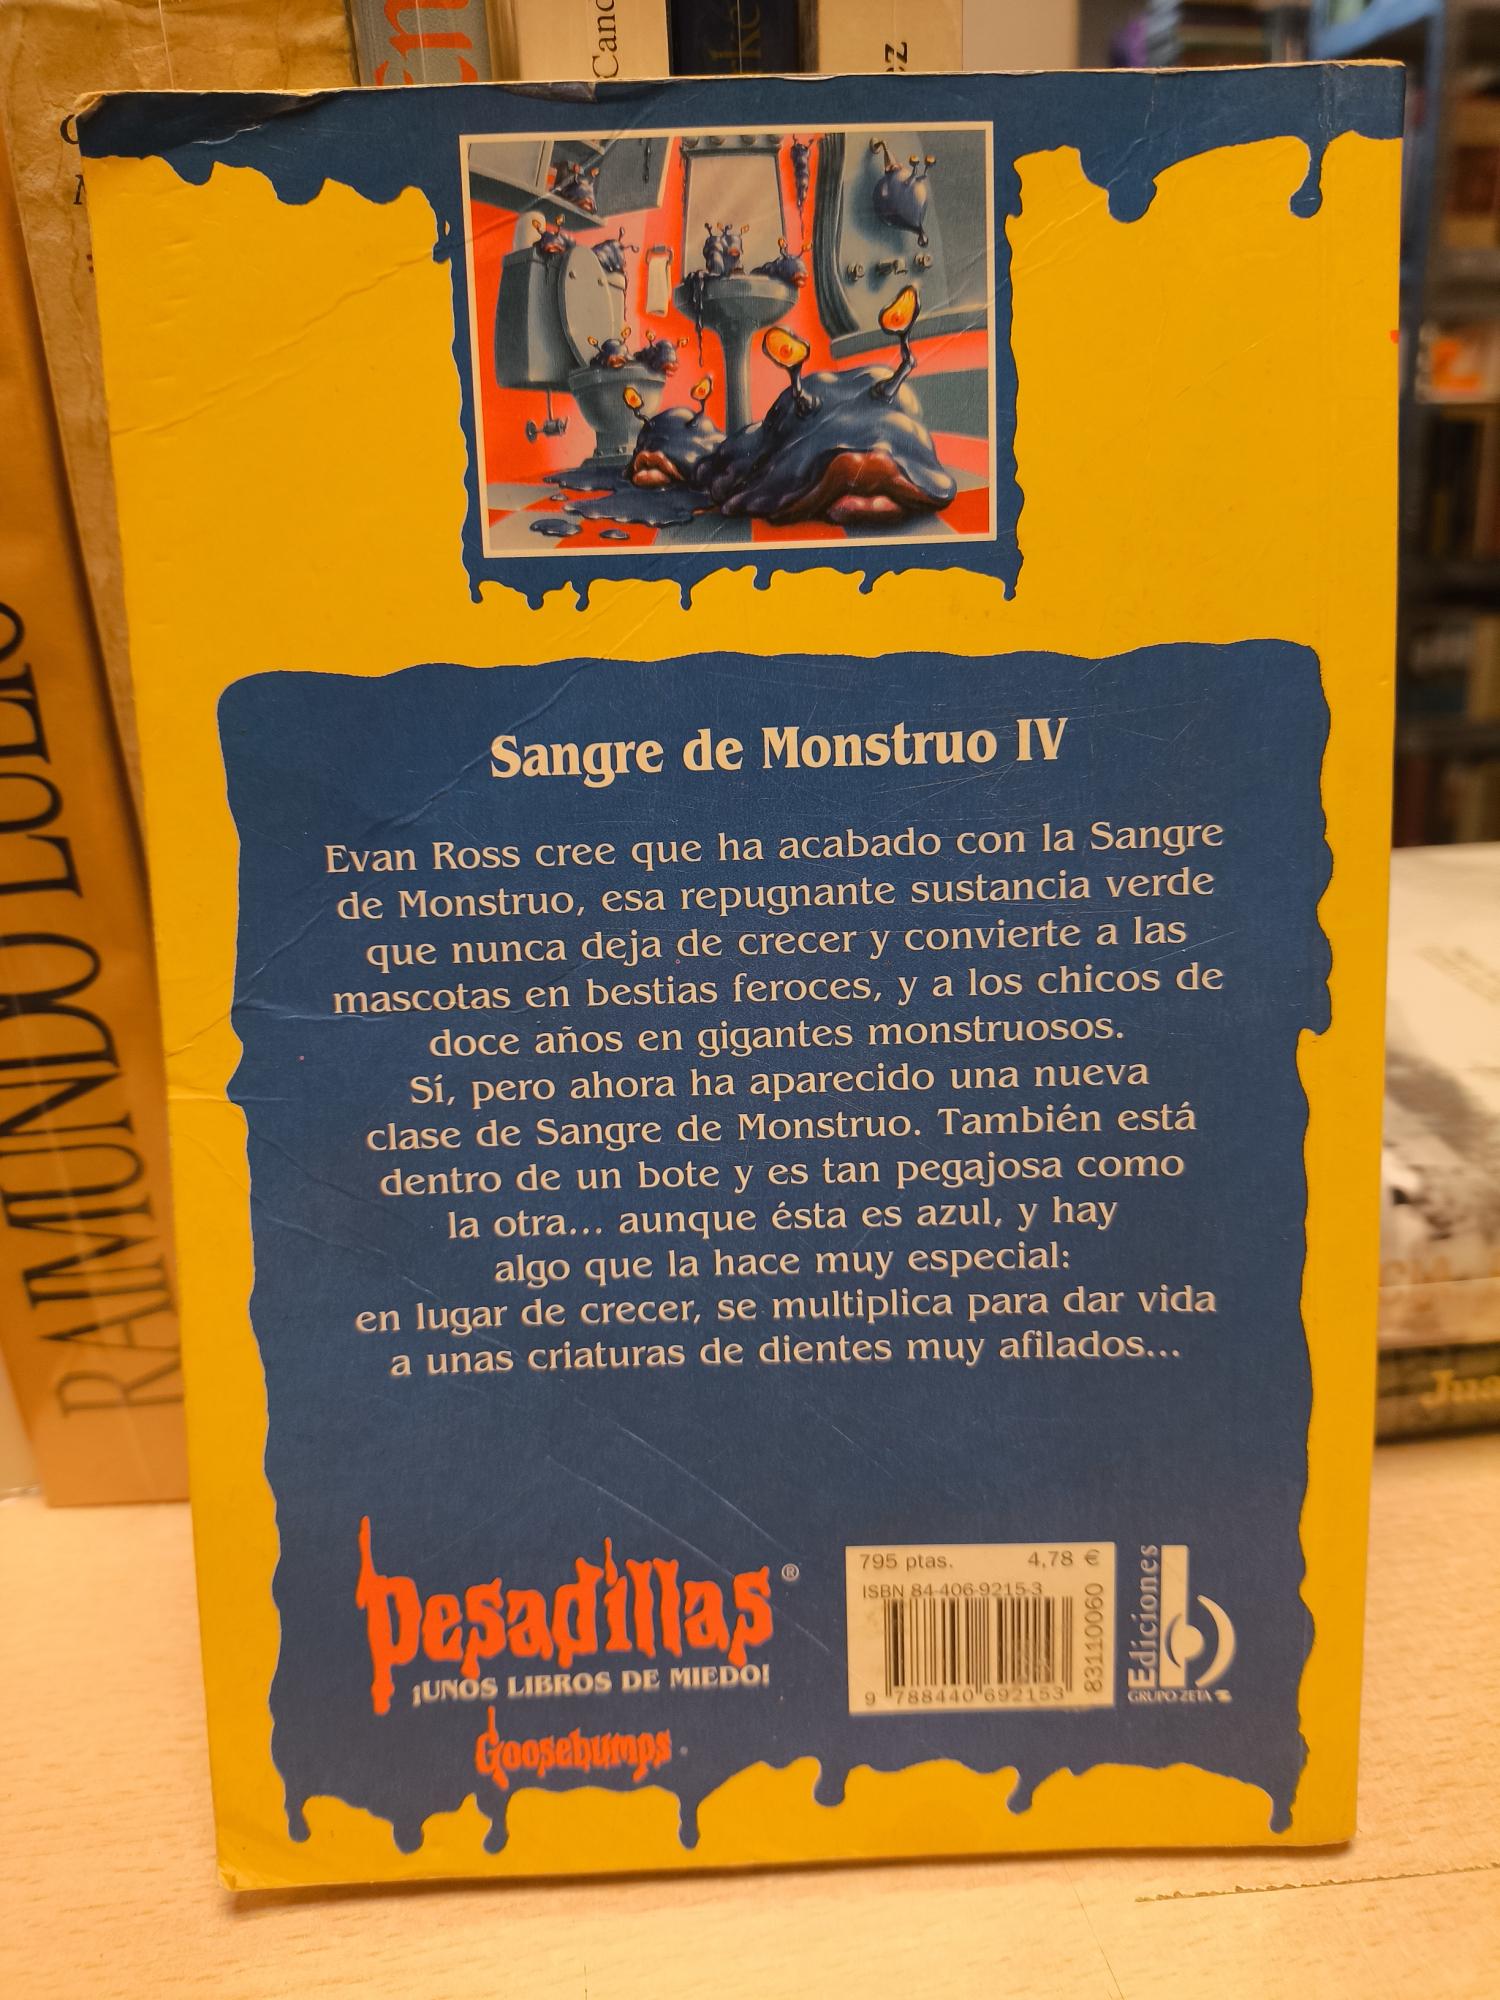 Canc
ké
ez
RAIMUNDO LULIO
Sangre de Monstruo IV
Evan Ross cree que ha acabado con la Sangre
de Monstruo, esa repugnante sustancia verde
que nunca deja de crecer y convierte a las
mascotas en bestias feroces, y a los chicos de
doce años en gigantes monstruosos.
Sí, pero ahora ha aparecido una nueva
clase de Sangre de Monstruo. También está
dentro de un bote y es tan pegajosa como
la otra... aunque ésta es azul, y hay
algo que la hace muy especial:
en lugar de crecer, se multiplica para dar vida
a unas criaturas de dientes muy afilados...
Pesadillas®
¡UNOS LIBROS DE MIEDO!
Goosebumps
795 ptas. 4,78 €
ISBN 84-406-9215-3
9 788440 692153
83110060
Ediciones B
GRUPO ZETA
Jua